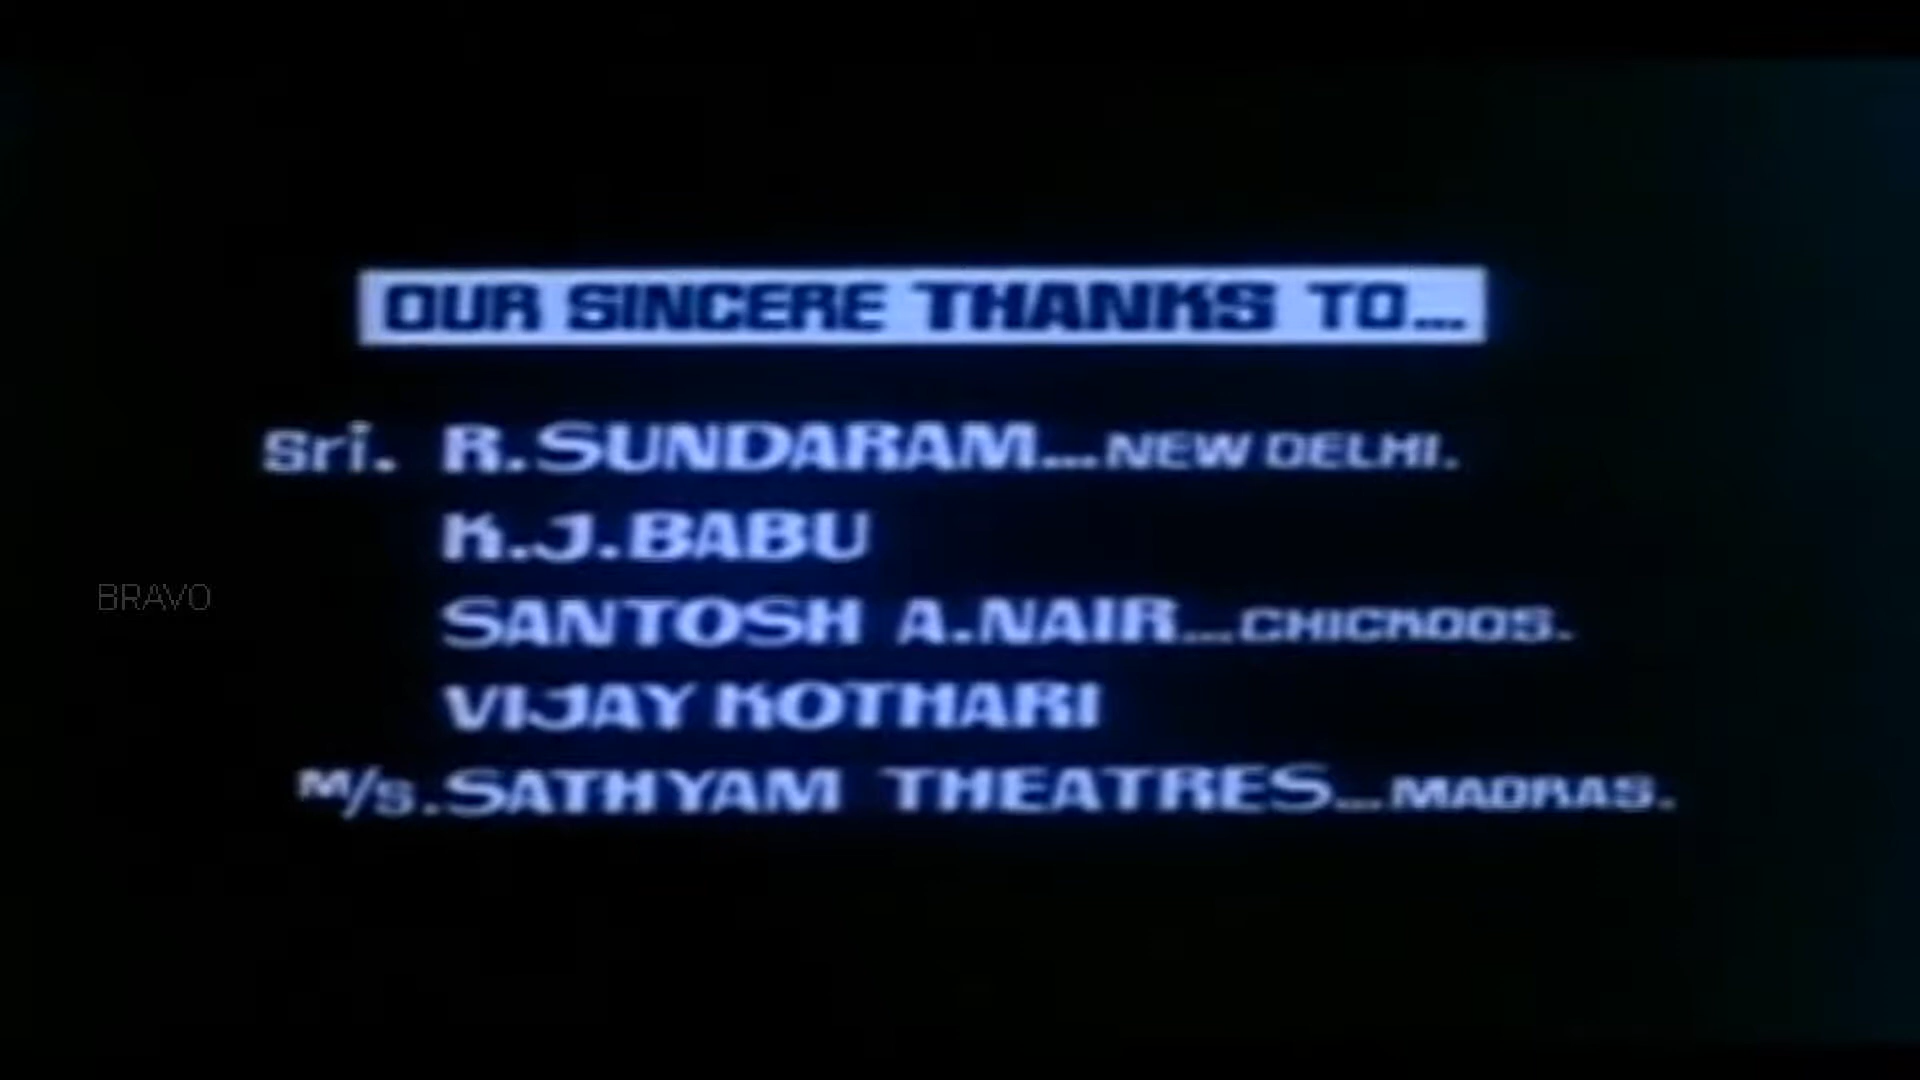 OUR SINCERE THANKS TO...
Sri. R.SUNDARAM...NEW DELHI.
K.J.BABU
SANTOSH A.NAIR...CHICKOOS.
VIJAY KOTHARI
BRAVO
M/s.SATHYAM THEATRES...MADRAS.